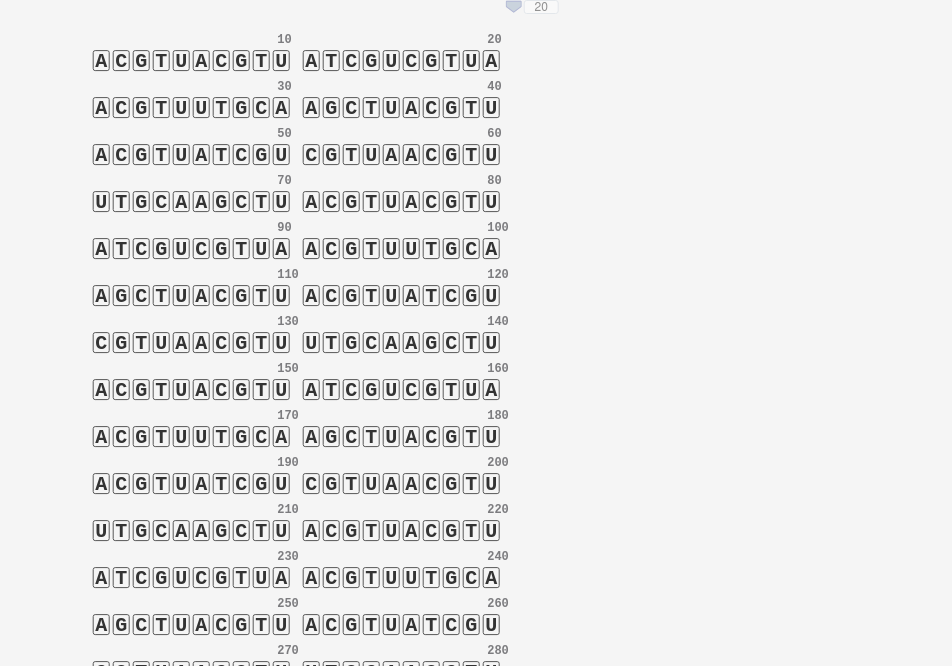 20
10 20
ACGTUACGTU ATCGUCGTUA
30 40
ACGTUUTGCA AGCTUACGTU
50 60
ACGTUATCGU CGTUAACGTU
70 80
UTGCAAGCTU ACGTUACGTU
90 100
ATCGUCGTUA ACGTUUTGCA
110 120
AGCTUACGTU ACGTUATCGU
130 140
CGTUAACGTU UTGCAAGCTU
150 160
ACGTUACGTU ATCGUCGTUA
170 180
ACGTUUTGCA AGCTUACGTU
190 200
ACGTUATCGU CGTUAACGTU
210 220
UTGCAAGCTU ACGTUACGTU
230 240
ATCGUCGTUA ACGTUUTGCA
250 260
AGCTUACGTU ACGTUATCGU
270 280